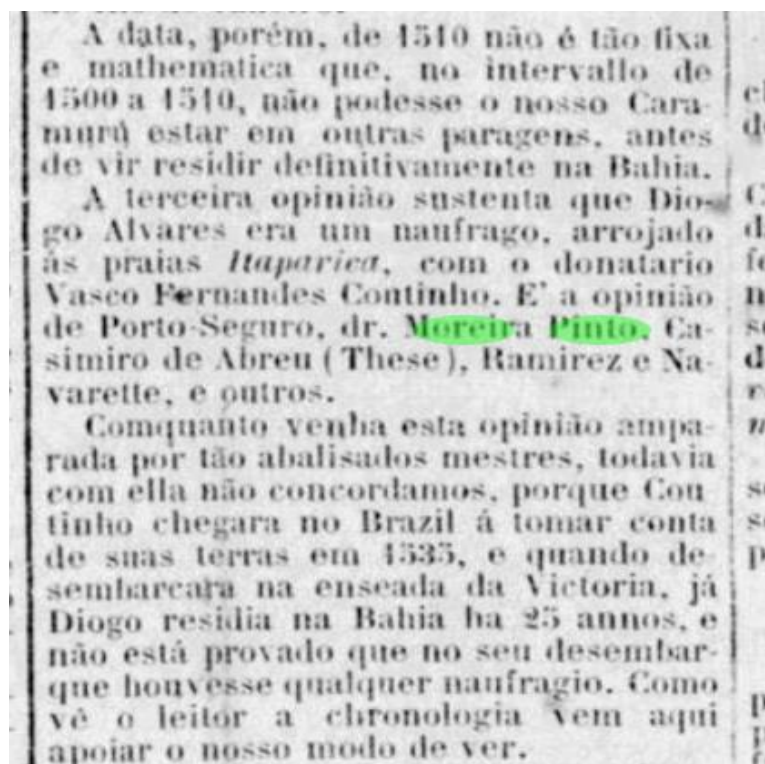 A data, porém, de 1510 não é tão fixa
e mathematica que, no intervallo de
1500 a 1510, não podesse o nosso Cara-
murú estar em outras paragens, antes
de vir residir definitivamente na Bahia.
A terceira opinião sustenta que Dio-
go Alvares era um naufrago, arrojado
ás praias Itaparica, com o donatario
Vasco Fernandes Continho. E' a opinião
de Porto-Seguro, dr. Moreira Pinto, Ca-
simiro de Abreu (These), Ramirez e Na-
varette, e outros.
Comquanto venha esta opinião ampa-
rada por tão abalisados mestres, todavia
com ella não concordamos, porque Cou
tinho chegara no Brazil á tomar conta
de suas terras em 1535, e quando de-
sembarcara na enseada da Victoria, já
Diogo residia na Bahia ha 25 annos, e
não está provado que no seu desembar-
que houvesse qualquer naufragio. Como
vê o leitor a chronologia vem aqui
apoiar o nosso modo de ver.